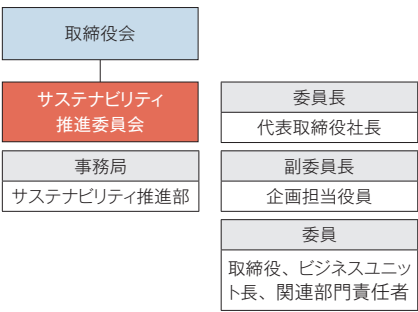 取締役会
サステナビリティ
推進委員会
事務局
サステナビリティ推進部
委員長
代表取締役社長
副委員長
企画担当役員
委員
取締役、ビジネスユニッ
ト長、関連部門責任者